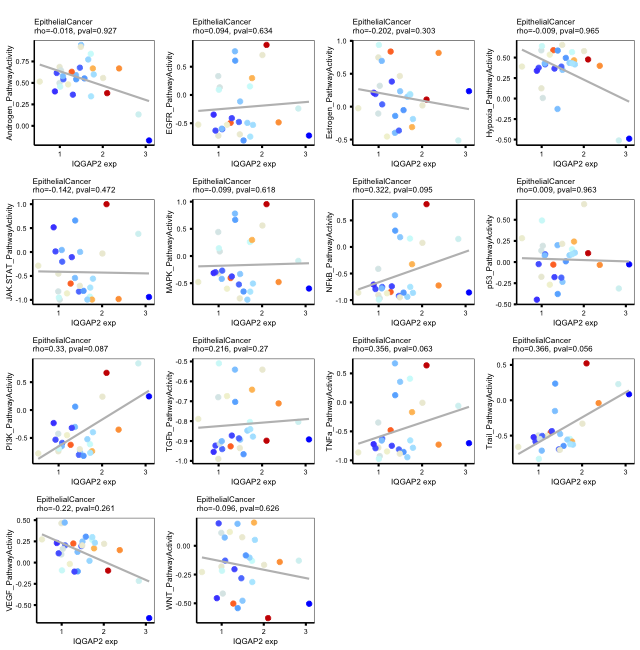 EpithelialCancer
rho=-0.018, pval=0.927
Androgen_PathwayActivity
0.75
0.50
0.25
0.00
1
2
3
IQGAP2 exp
EpithelialCancer
rho=0.094, pval=0.634
EGFR_PathwayActivity
0.5
0.0
-0.5
1
2
3
IQGAP2 exp
EpithelialCancer
rho=-0.202, pval=0.303
Estrogen_PathwayActivity
1.0
0.5
0.0
-0.5
1
2
3
IQGAP2 exp
EpithelialCancer
rho=-0.009, pval=0.965
Hypoxia_PathwayActivity
0.5
0.0
-0.5
1
2
3
IQGAP2 exp
EpithelialCancer
rho=-0.142, pval=0.472
JAK.STAT_PathwayActivity
1.0
0.5
0.0
-0.5
-1.0
1
2
3
IQGAP2 exp
EpithelialCancer
rho=-0.099, pval=0.618
MAPK_PathwayActivity
1.0
0.5
0.0
-0.5
1
2
3
IQGAP2 exp
EpithelialCancer
rho=0.322, pval=0.095
NFkB_PathwayActivity
0.5
0.0
-0.5
-1.0
1
2
3
IQGAP2 exp
EpithelialCancer
rho=0.009, pval=0.963
p53_PathwayActivity
0.50
0.25
0.00
-0.25
-0.50
1
2
3
IQGAP2 exp
EpithelialCancer
rho=0.33, pval=0.087
PI3K_PathwayActivity
0.5
0.0
-0.5
1
2
3
IQGAP2 exp
EpithelialCancer
rho=0.216, pval=0.27
TGFb_PathwayActivity
-0.5
-0.6
-0.7
-0.8
-0.9
-1.0
1
2
3
IQGAP2 exp
EpithelialCancer
rho=0.356, pval=0.063
TNFa_PathwayActivity
0.5
0.0
-0.5
-1.0
1
2
3
IQGAP2 exp
EpithelialCancer
rho=0.366, pval=0.056
Trail_PathwayActivity
0.5
0.0
-0.5
1
2
3
IQGAP2 exp
EpithelialCancer
rho=-0.22, pval=0.261
VEGF_PathwayActivity
0.50
0.25
0.00
-0.25
-0.50
1
2
3
IQGAP2 exp
EpithelialCancer
rho=-0.096, pval=0.626
WNT_PathwayActivity
0.00
-0.25
-0.50
1
2
3
IQGAP2 exp